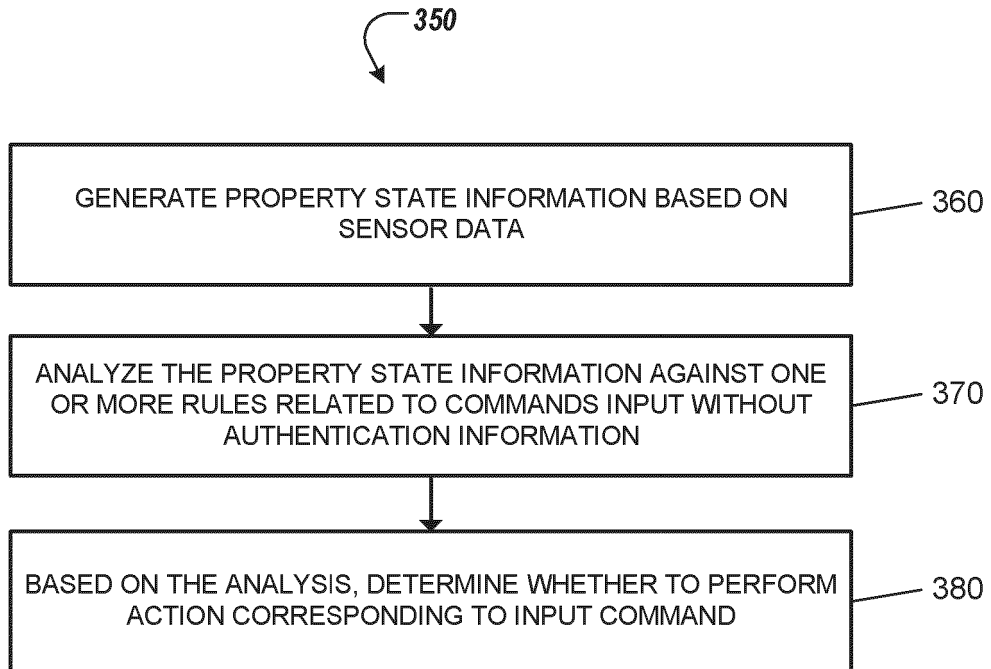 350
GENERATE PROPERTY STATE INFORMATION BASED ON
SENSOR DATA
360
ANALYZE THE PROPERTY STATE INFORMATION AGAINST ONE
OR MORE RULES RELATED TO COMMANDS INPUT WITHOUT
AUTHENTICATION INFORMATION
370
BASED ON THE ANALYSIS, DETERMINE WHETHER TO PERFORM
ACTION CORRESPONDING TO INPUT COMMAND
380